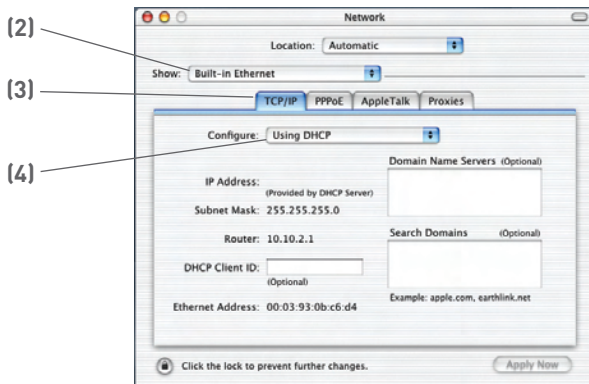 Network
(2)
Location: Automatic
Show: Built-in Ethernet
(3)
TCP/IP PPPoE AppleTalk Proxies
(4)
Configure: Using DHCP
Domain Name Servers (Optional)
IP Address:
(Provided by DHCP Server)
Subnet Mask: 255.255.255.0
Router: 10.10.2.1
Search Domains (Optional)
DHCP Client ID:
(Optional)
Example: apple.com, earthlink.net
Ethernet Address: 00:03:93:0b:c6:d4
Click the lock to prevent further changes.
Apply Now